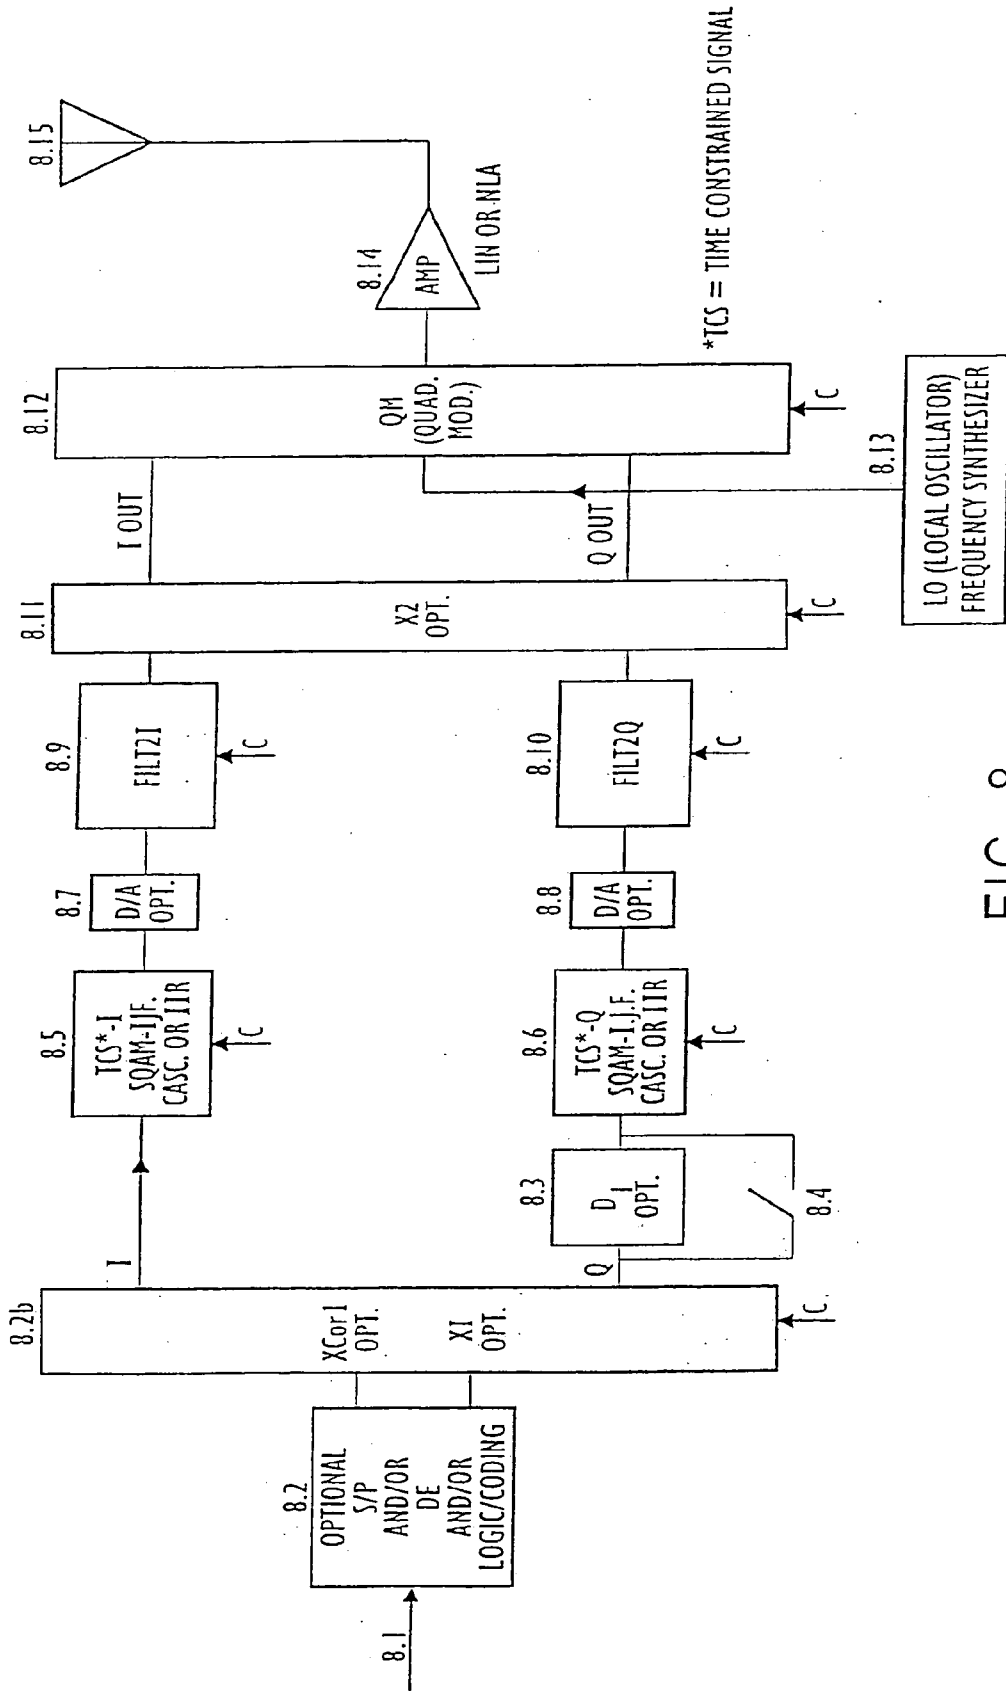 8.1
8.2
OPTIONAL
S/P
AND/OR
DE
AND/OR
LOGIC/CODING
8.2b
XCor1
OPT.
X1
OPT.
C
I
Q
8.3
D1
OPT.
8.4
8.5
TCS*-I
SQAM-IJF.
CASC. OR IIR
C
8.6
TCS*-Q
SQAM-I.J.F.
CASC. OR IIR
C
8.7
D/A
OPT.
8.8
D/A
OPT.
8.9
FILT2I
C
8.10
FILT2Q
C
8.11
X2
OPT.
C
I OUT
Q OUT
8.12
QM
(QUAD.
MOD.)
C
8.13
LO (LOCAL OSCILLATOR)
FREQUENCY SYNTHESIZER
8.14
AMP
LIN OR NLA
8.15
*TCS = TIME CONSTRAINED SIGNAL
FIG. 8